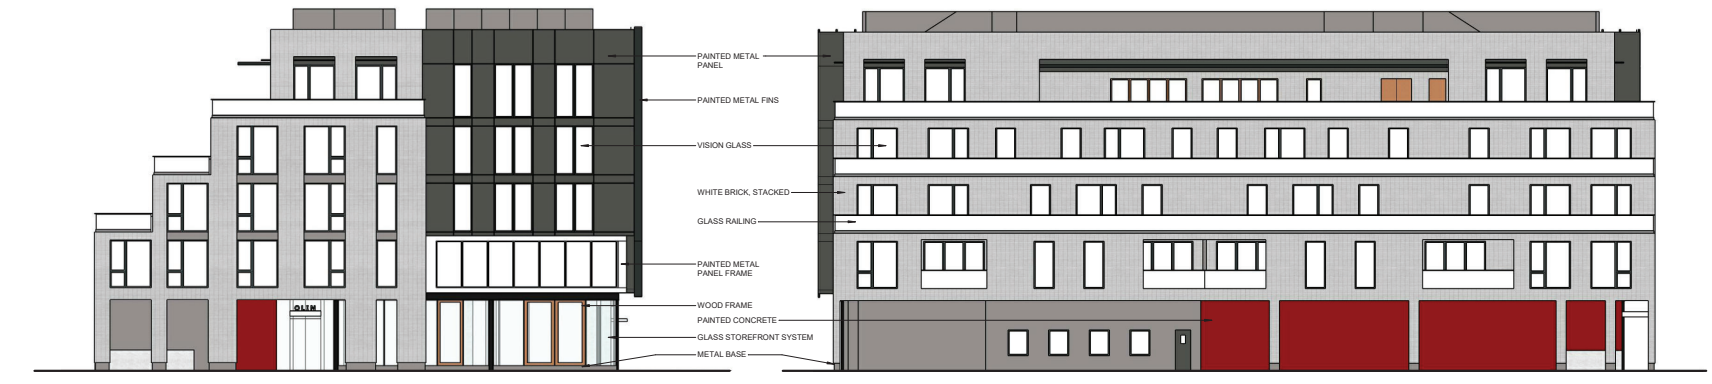 PAINTED METAL
PANEL
PAINTED METAL FINS
VISION GLASS
WHITE BRICK, STACKED
GLASS RAILING
PAINTED METAL
PANEL FRAME
WOOD FRAME
OLIN
PAINTED CONCRETE
GLASS STOREFRONT SYSTEM
METAL BASE